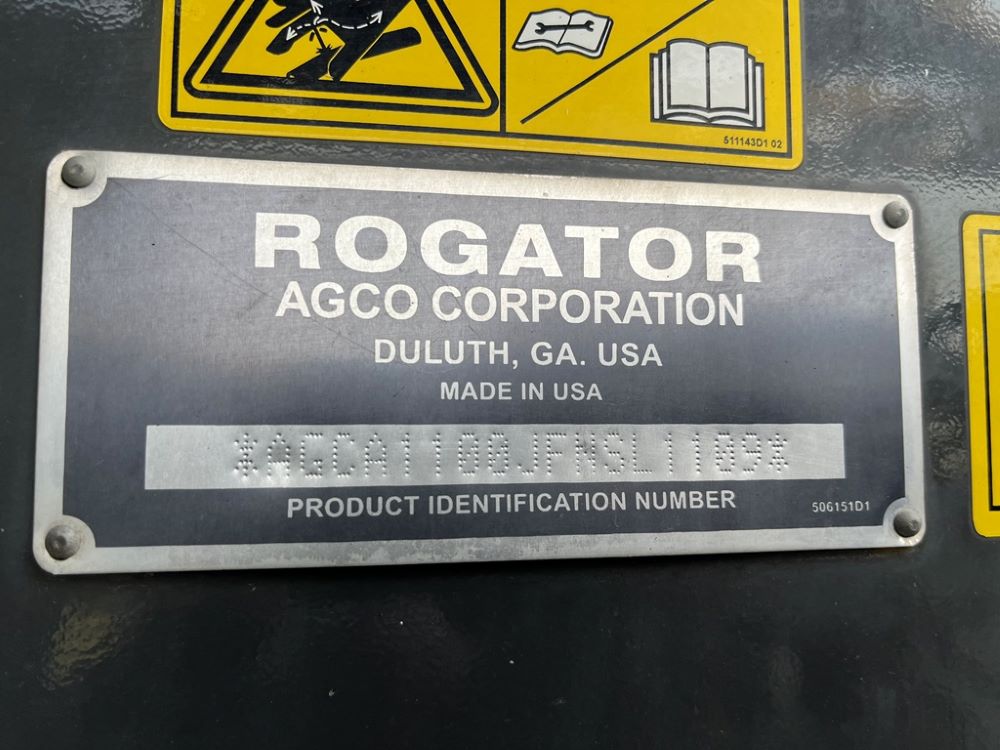 511143D1 02
ROGATOR
AGCO CORPORATION
DULUTH, GA. USA
MADE IN USA
*AGCA1100JFNSL1109*
PRODUCT IDENTIFICATION NUMBER
506151D1